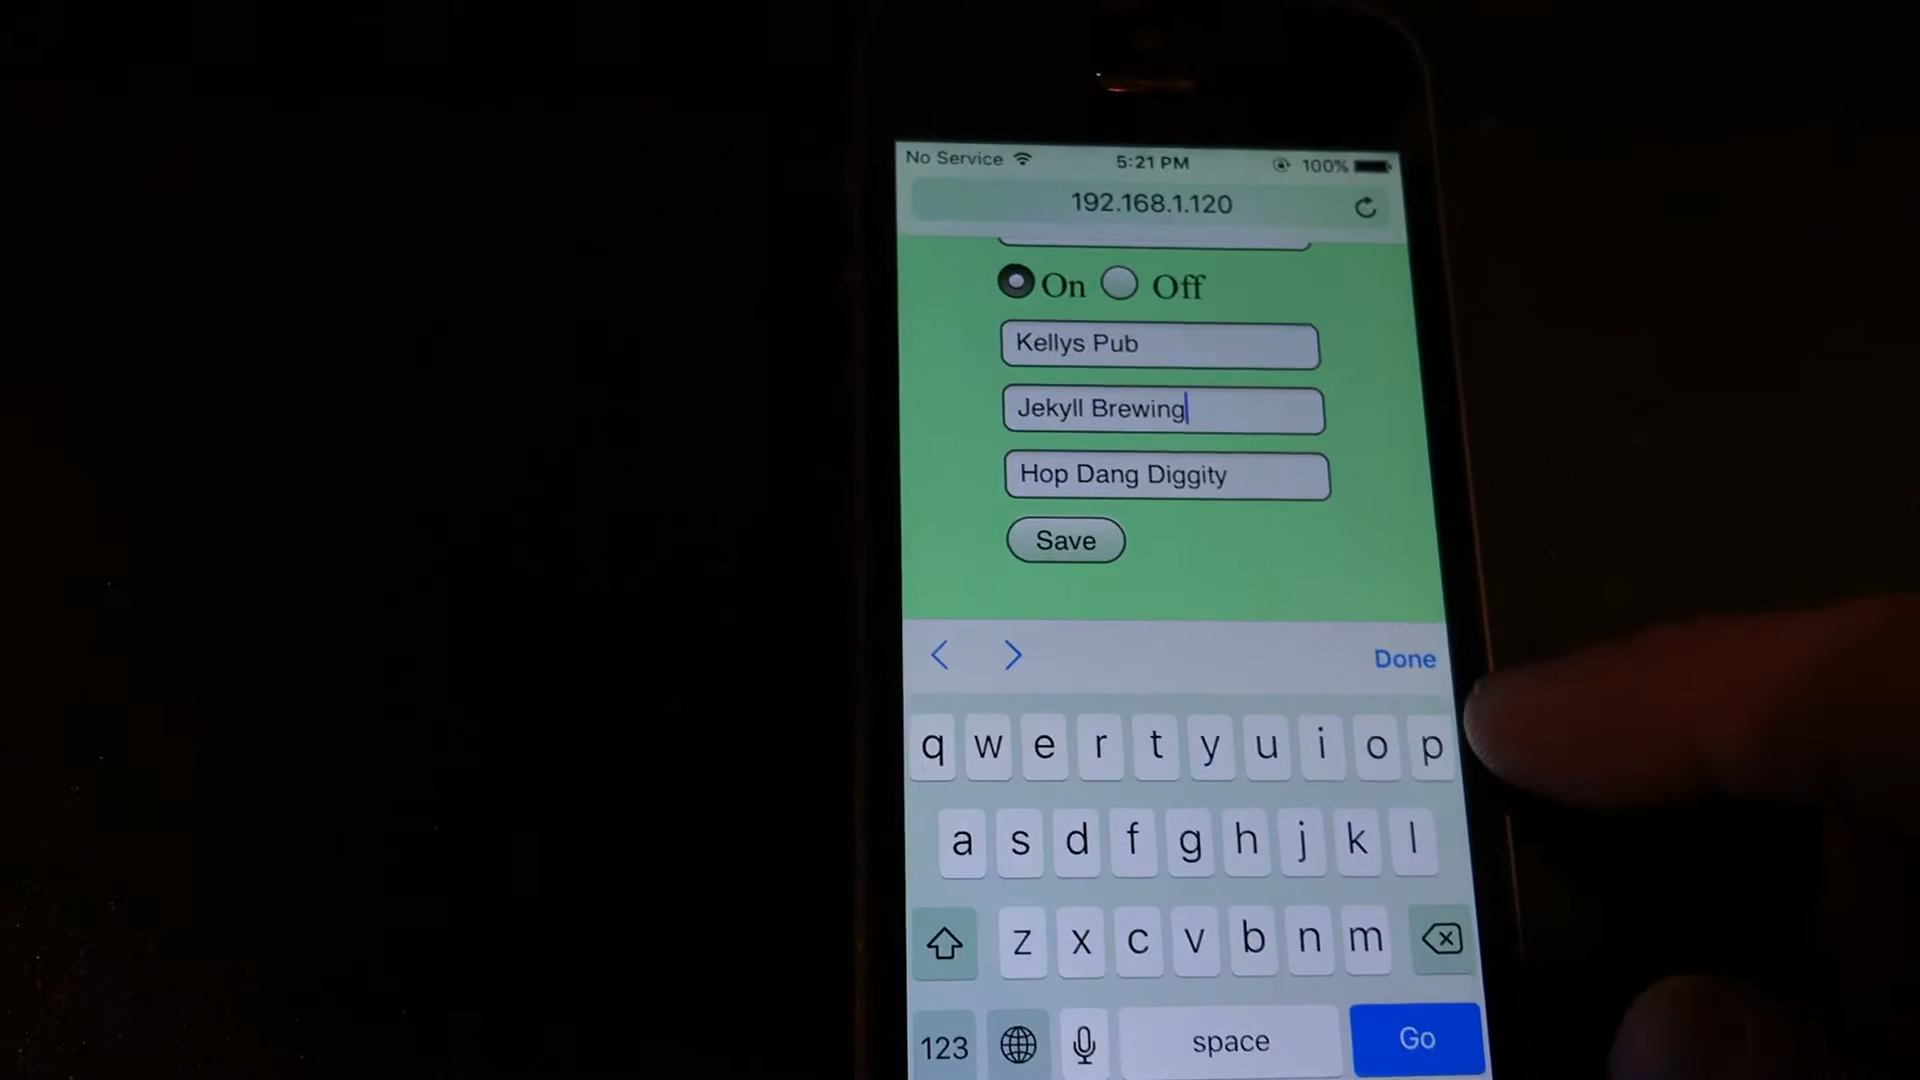 No Service 5:21 PM 100%
192.168.1.120
On Off
Kellys Pub
Jekyll Brewing
Hop Dang Diggity
Save
Done
q w e r t y u i o p
a s d f g h j k l
z x c v b n m
123 space Go